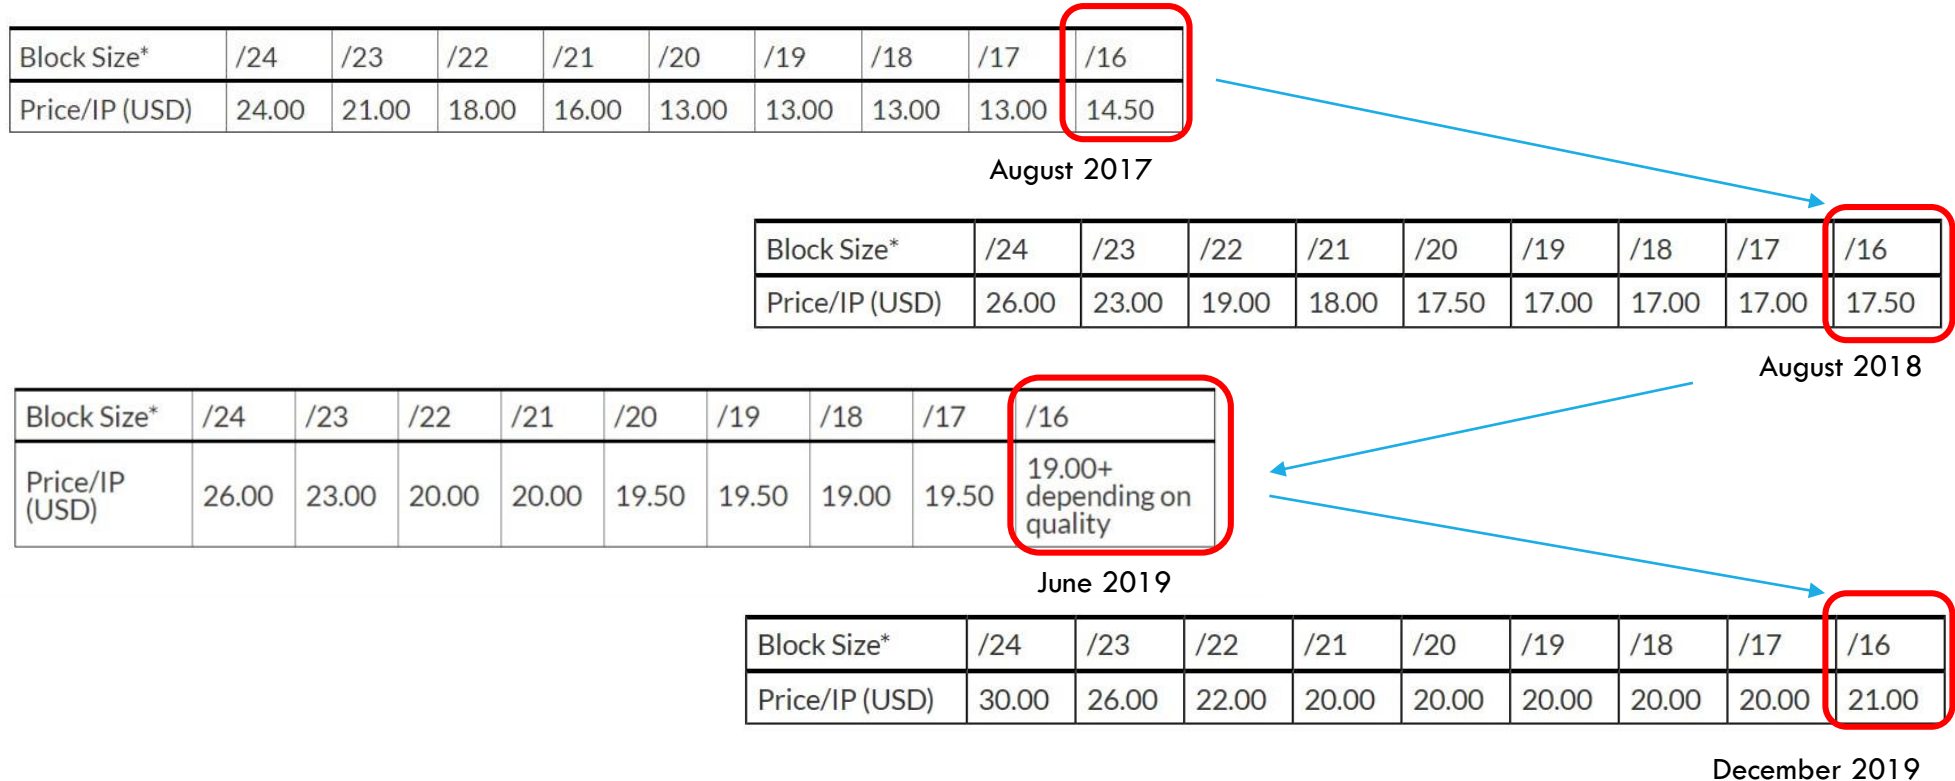 Block Size* /24 /23 /22 /21 /20 /19 /18 /17 /16
Price/IP (USD) 24.00 21.00 18.00 16.00 13.00 13.00 13.00 13.00 14.50
August 2017
Block Size* /24 /23 /22 /21 /20 /19 /18 /17 /16
Price/IP (USD) 26.00 23.00 19.00 18.00 17.50 17.00 17.00 17.00 17.50
August 2018
Block Size* /24 /23 /22 /21 /20 /19 /18 /17 /16
Price/IP
(USD) 26.00 23.00 20.00 20.00 19.50 19.50 19.00 19.50 19.00+
depending on
quality
June 2019
Block Size* /24 /23 /22 /21 /20 /19 /18 /17 /16
Price/IP (USD) 30.00 26.00 22.00 20.00 20.00 20.00 20.00 20.00 21.00
December 2019